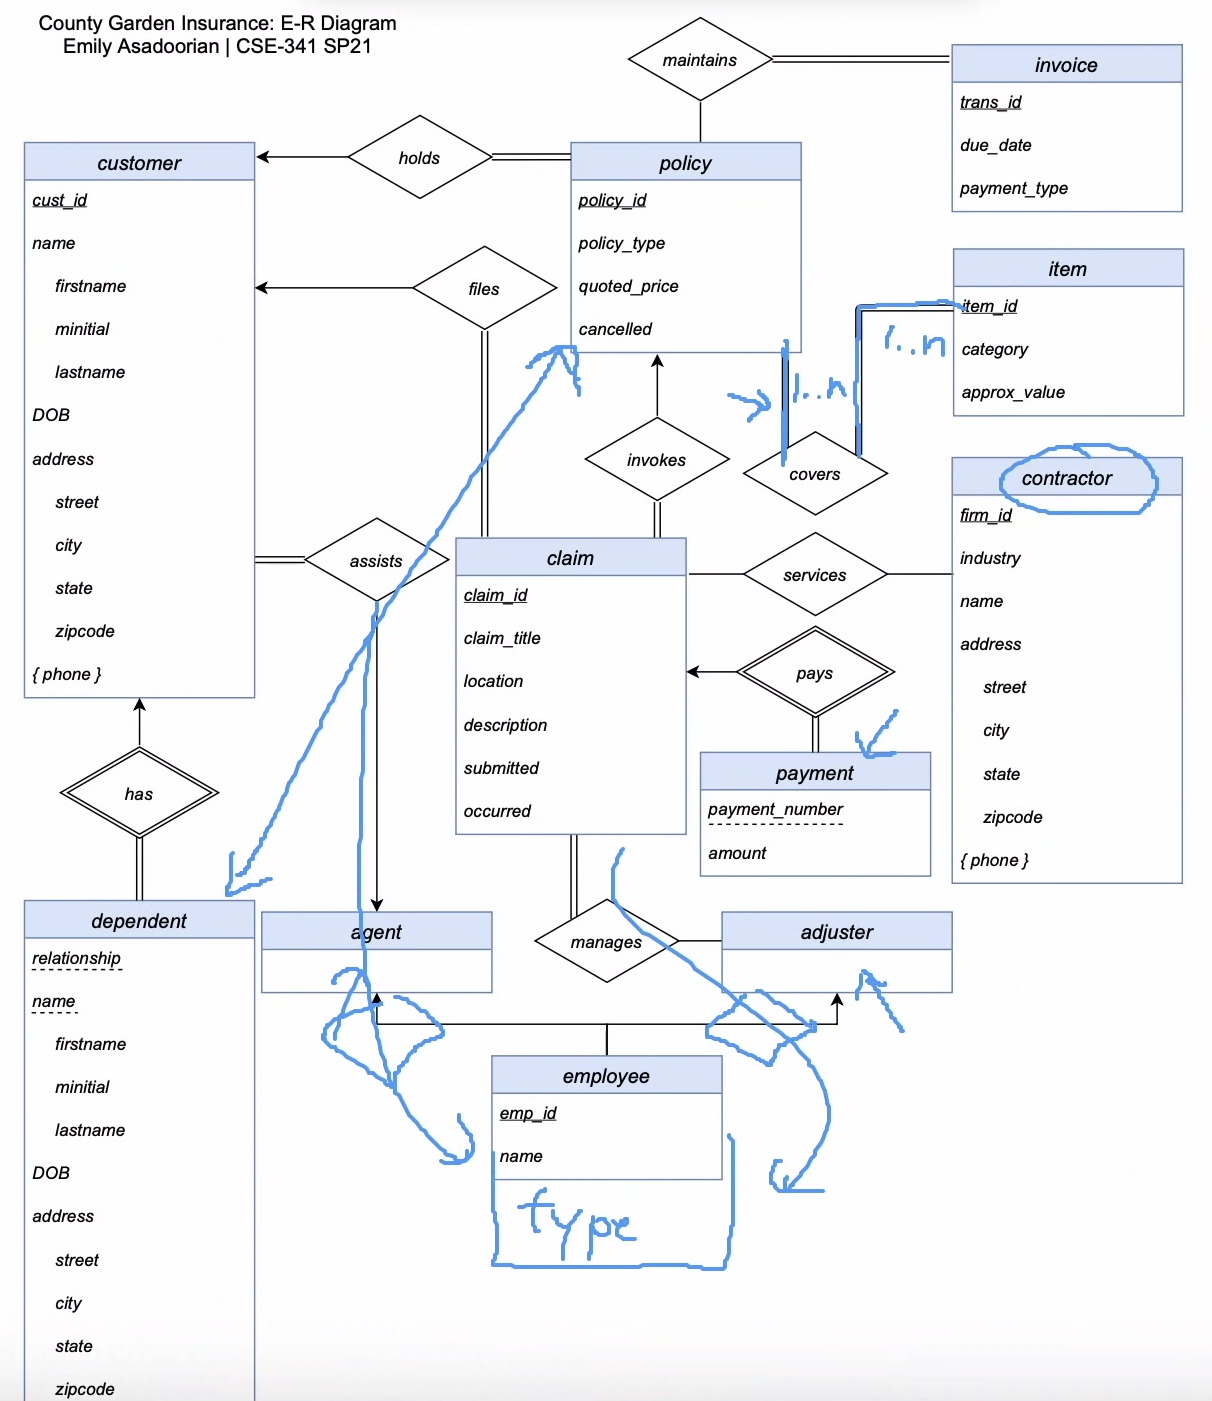 County Garden Insurance: E-R Diagram
Emily Asadoorian | CSE-341 SP21
maintains
invoice
trans_id
due_date
payment_type
customer
cust_id
name
firstname
minitial
lastname
DOB
address
street
city
state
zipcode
{ phone }
holds
policy
policy_id
policy_type
quoted_price
cancelled
files
item
item_id
category
approx_value
1..n
1..n
invokes
covers
contractor
firm_id
industry
name
address
street
city
state
zipcode
{ phone }
assists
claim
claim_id
claim_title
location
description
submitted
occurred
services
pays
payment
payment_number
amount
has
dependent
relationship
name
firstname
minitial
lastname
DOB
address
street
city
state
zipcode
agent
manages
adjuster
employee
emp_id
name
type